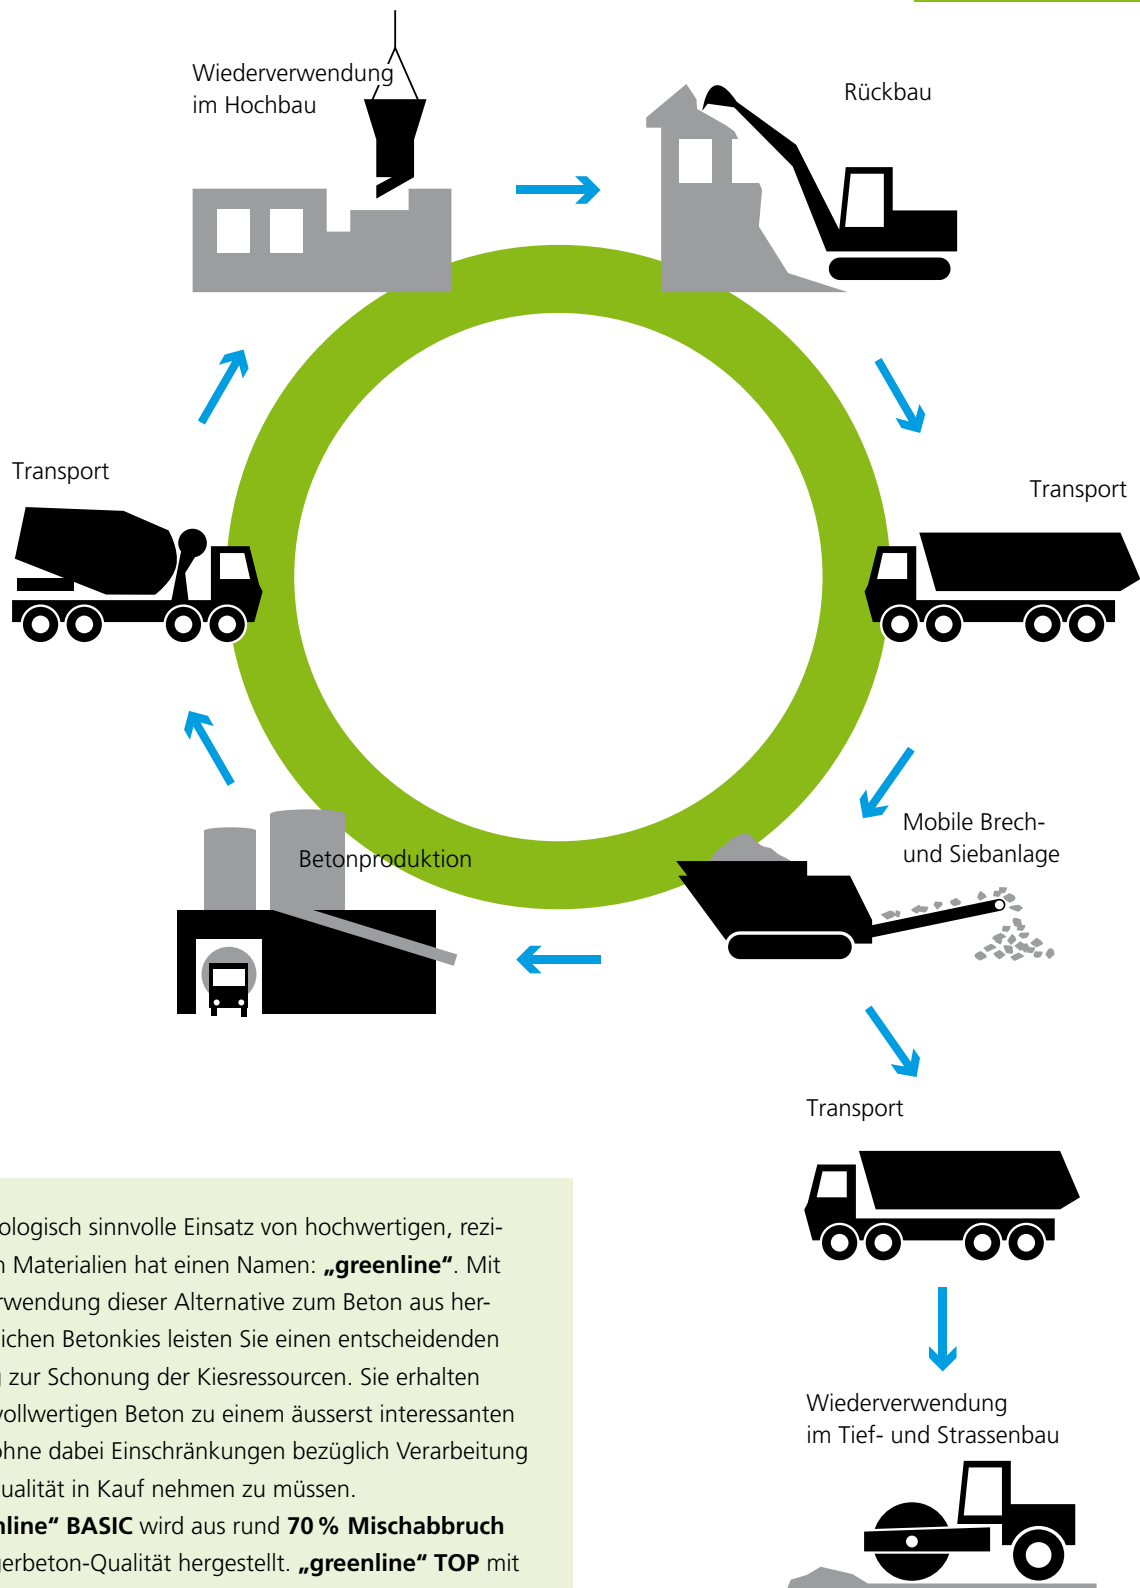 Wiederverwendung
im Hochbau
Rückbau
Transport
Transport
Mobile Brech-
und Siebanlage
Betonproduktion
Transport
Wiederverwendung
im Tief- und Strassenbau
ologisch sinnvolle Einsatz von hochwertigen, rezi-
n Materialien hat einen Namen: „greenline“. Mit
rwendung dieser Alternative zum Beton aus her-
lichen Betonkies leisten Sie einen entscheidenden
g zur Schonung der Kiesressourcen. Sie erhalten
vollwertigen Beton zu einem äusserst interessanten
ohne dabei Einschränkungen bezüglich Verarbeitung
ualität in Kauf nehmen zu müssen.
nline“ BASIC wird aus rund 70 % Mischabbruch
gerbeton-Qualität hergestellt. „greenline“ TOP mit